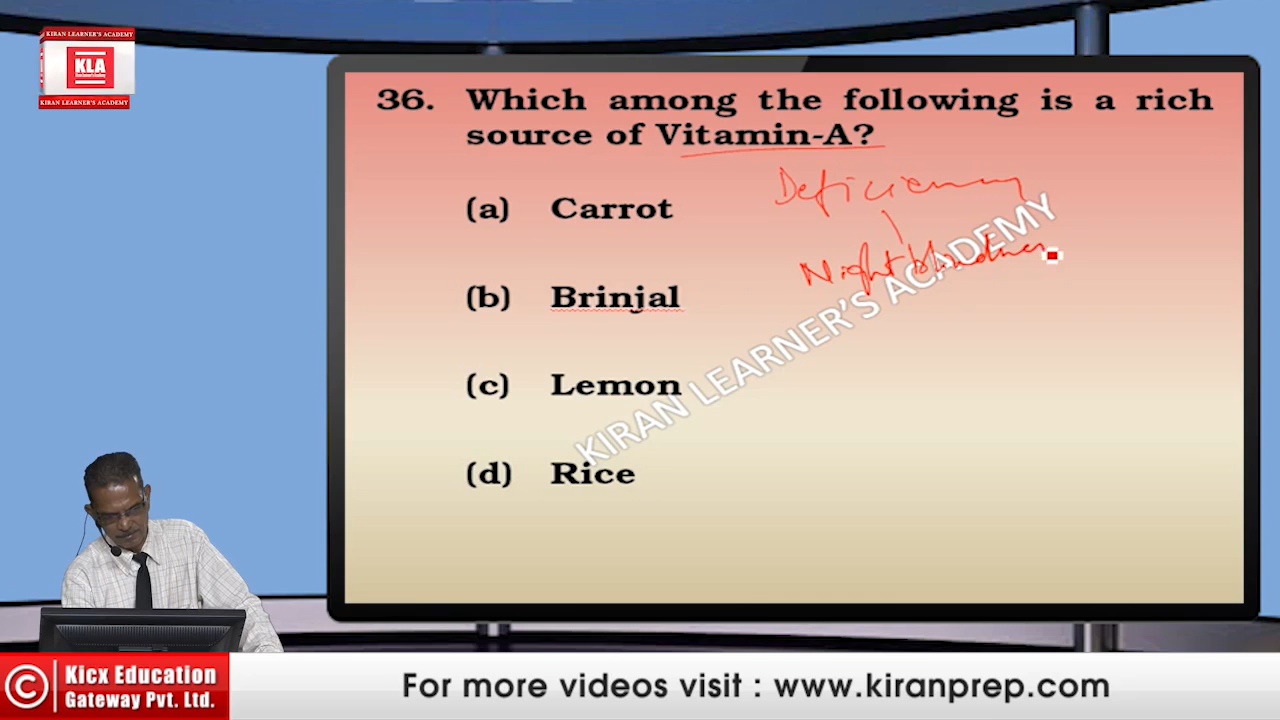 KIRAN LEARNER'S ACADEMY
KLA
KIRAN LEARNER'S ACADEMY
36. Which among the following is a rich
source of Vitamin-A?
Deficiency
(a) Carrot
Night blindness
(b) Brinjal
(c) Lemon
(d) Rice
KIRAN LEARNER'S ACADEMY
© Kicx Education
Gateway Pvt. Ltd.
For more videos visit : www.kiranprep.com